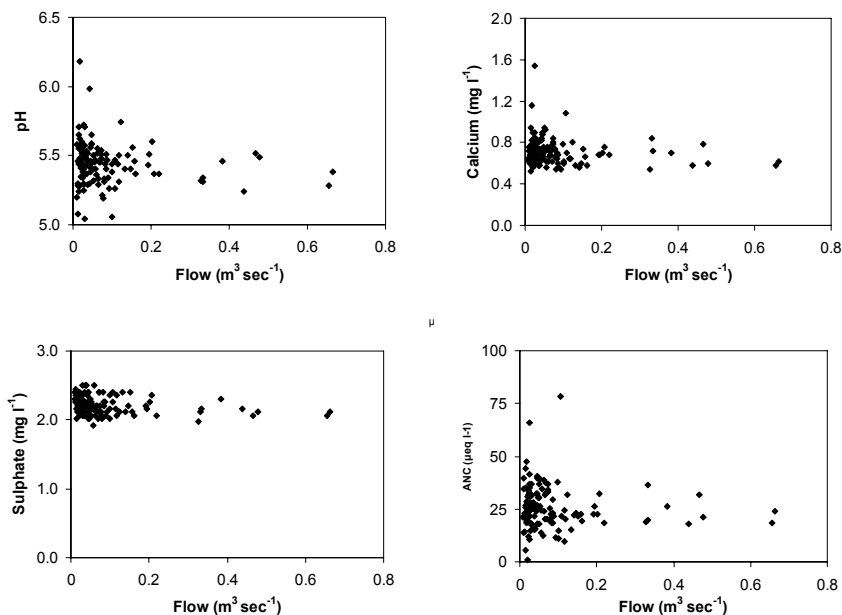 6.5
6.0
5.5
5.0
pH
0 0.2 0.4 0.6 0.8
Flow (m³ sec⁻¹)
2.0
1.6
1.2
0.8
0.4
0.0
Calcium (mg l⁻¹)
0 0.2 0.4 0.6 0.8
Flow (m³ sec⁻¹)
µ
3.0
2.0
1.0
0.0
Sulphate (mg l⁻¹)
0 0.2 0.4 0.6 0.8
Flow (m³ sec⁻¹)
100
75
50
25
0
ANC (µeq l-1)
0 0.2 0.4 0.6 0.8
Flow (m³ sec⁻¹)